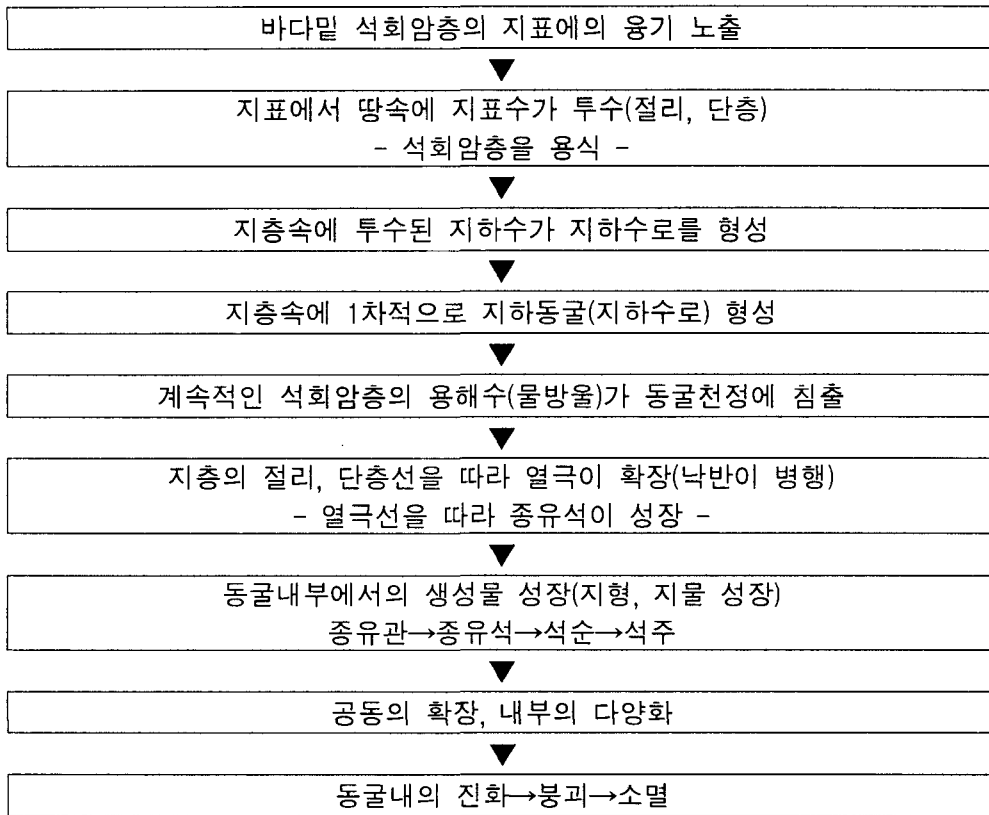 바다밑 석회암층의 지표에의 융기 노출
▼
지표에서 땅속에 지표수가 투수(절리, 단층)
- 석회암층을 용식 -
▼
지층속에 투수된 지하수가 지하수로를 형성
▼
지층속에 1차적으로 지하동굴(지하수로) 형성
▼
계속적인 석회암층의 용해수(물방울)가 동굴천정에 침출
▼
지층의 절리, 단층선을 따라 열극이 확장(낙반이 병행)
- 열극선을 따라 종유석이 성장 -
▼
동굴내부에서의 생성물 성장(지형, 지물 성장)
종유관→종유석→석순→석주
▼
공동의 확장, 내부의 다양화
▼
동굴내의 진화→붕괴→소멸